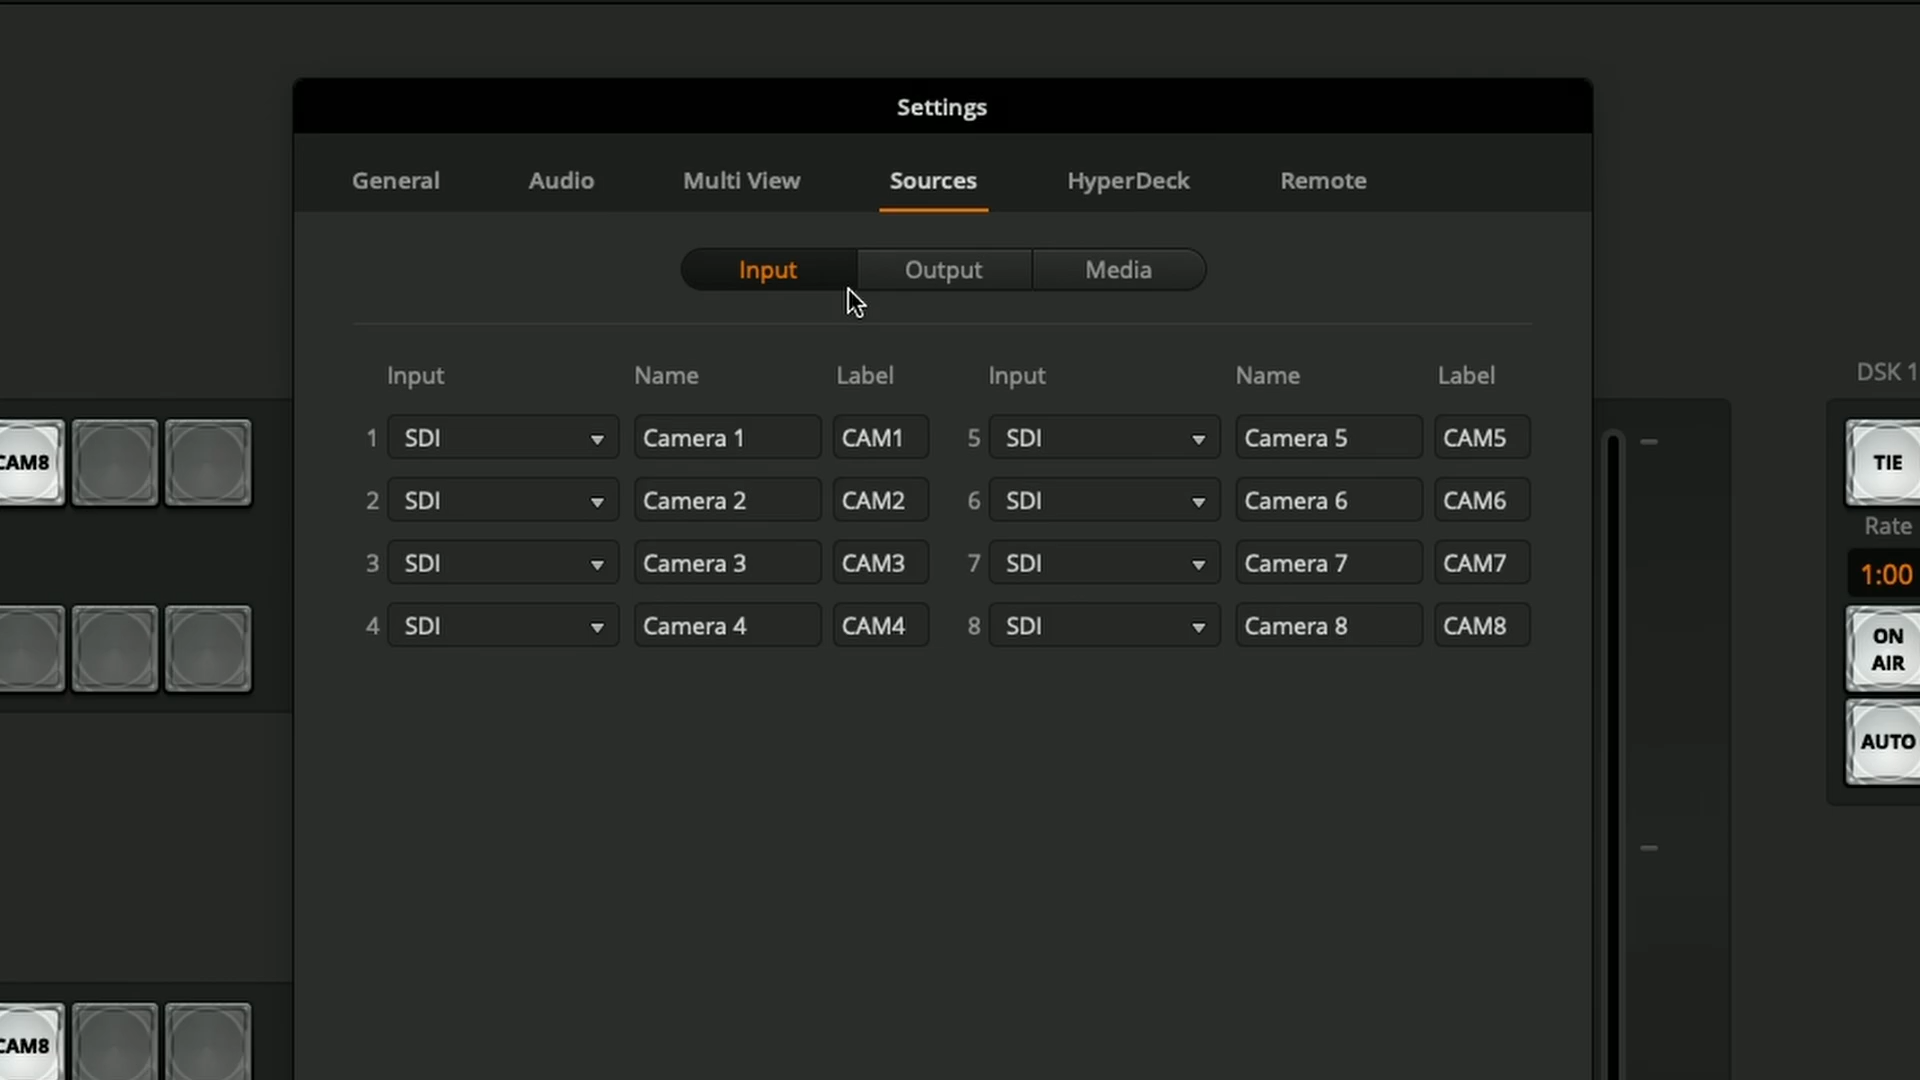 Settings
General Audio Multi View Sources HyperDeck Remote
Input Output Media
Input Name Label Input Name Label
1 SDI Camera 1 CAM1 5 SDI Camera 5 CAM5
2 SDI Camera 2 CAM2 6 SDI Camera 6 CAM6
3 SDI Camera 3 CAM3 7 SDI Camera 7 CAM7
4 SDI Camera 4 CAM4 8 SDI Camera 8 CAM8
CAM8
CAM8
DSK 1
TIE
Rate
1:00
ON
AIR
AUTO